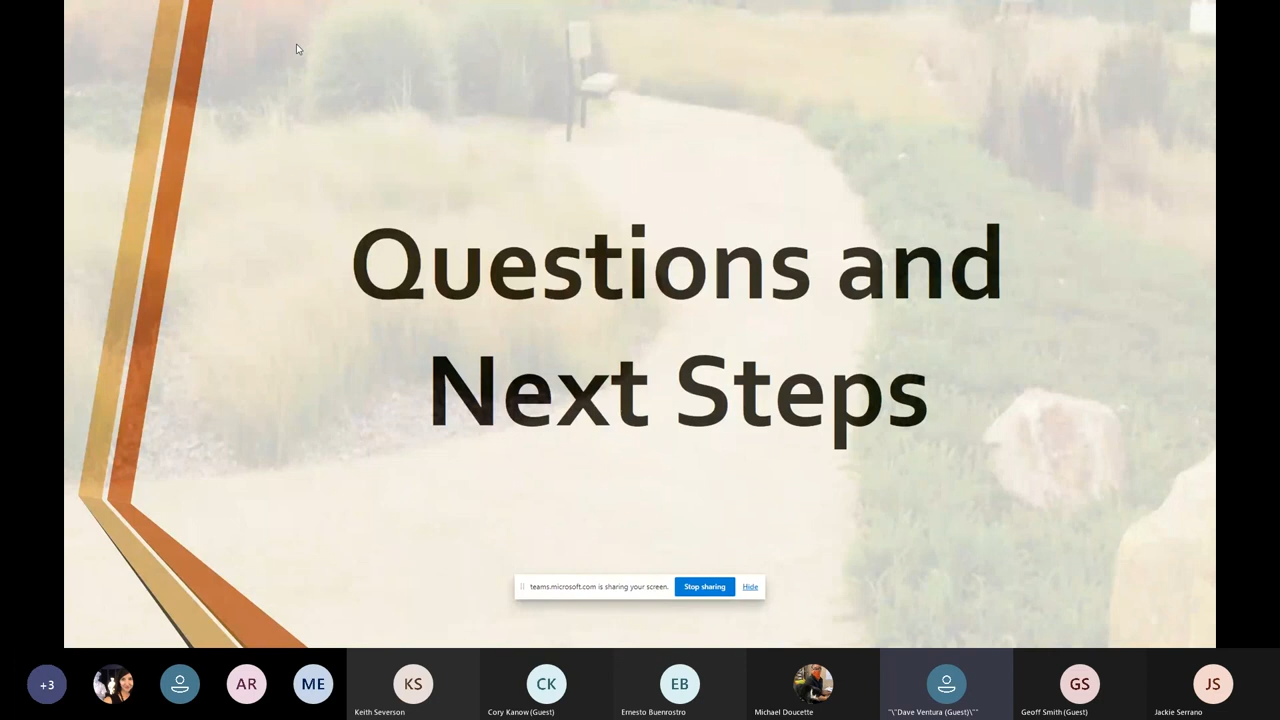 Questions and
Next Steps
teams.microsoft.com is sharing your screen. Stop sharing Hide
+3 AR ME KS CK EB GS JS
Keith Severson Cory Kanow (Guest) Ernesto Buenrostro Michael Doucette "\"Dave Ventura (Guest)\"" Geoff Smith (Guest) Jackie Serrano